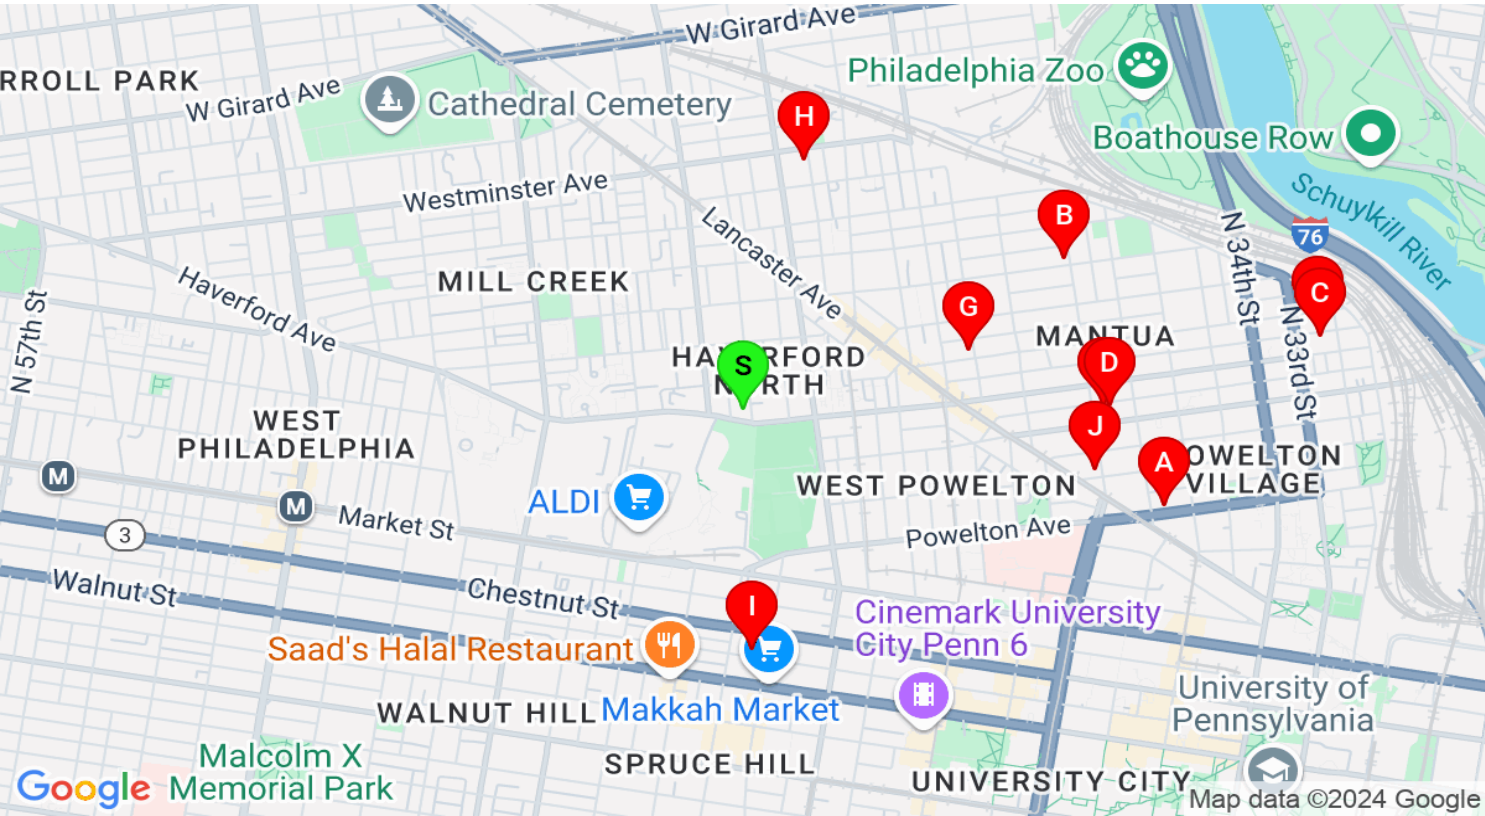 W Girard Ave
RROLL PARK
Philadelphia Zoo
W Girard Ave
Cathedral Cemetery
H
Boathouse Row
Westminster Ave
Schuylkill River
B
N 34th St
76
Lancaster Ave
MILL CREEK
Haverford Ave
C
G
N 57th St
N 33rd St
MANTUA
HAVERFORD
NORTH
S
D
WEST
PHILADELPHIA
J
A
OWELTON
VILLAGE
M
WEST POWELTON
ALDI
M
Market St
Powelton Ave
3
Walnut St
Chestnut St
I
Cinemark University
City Penn 6
Saad's Halal Restaurant
University of
Pennsylvania
WALNUT HILL
Makkah Market
SPRUCE HILL
Malcolm X
Memorial Park
UNIVERSITY CITY
Google
Map data ©2024 Google